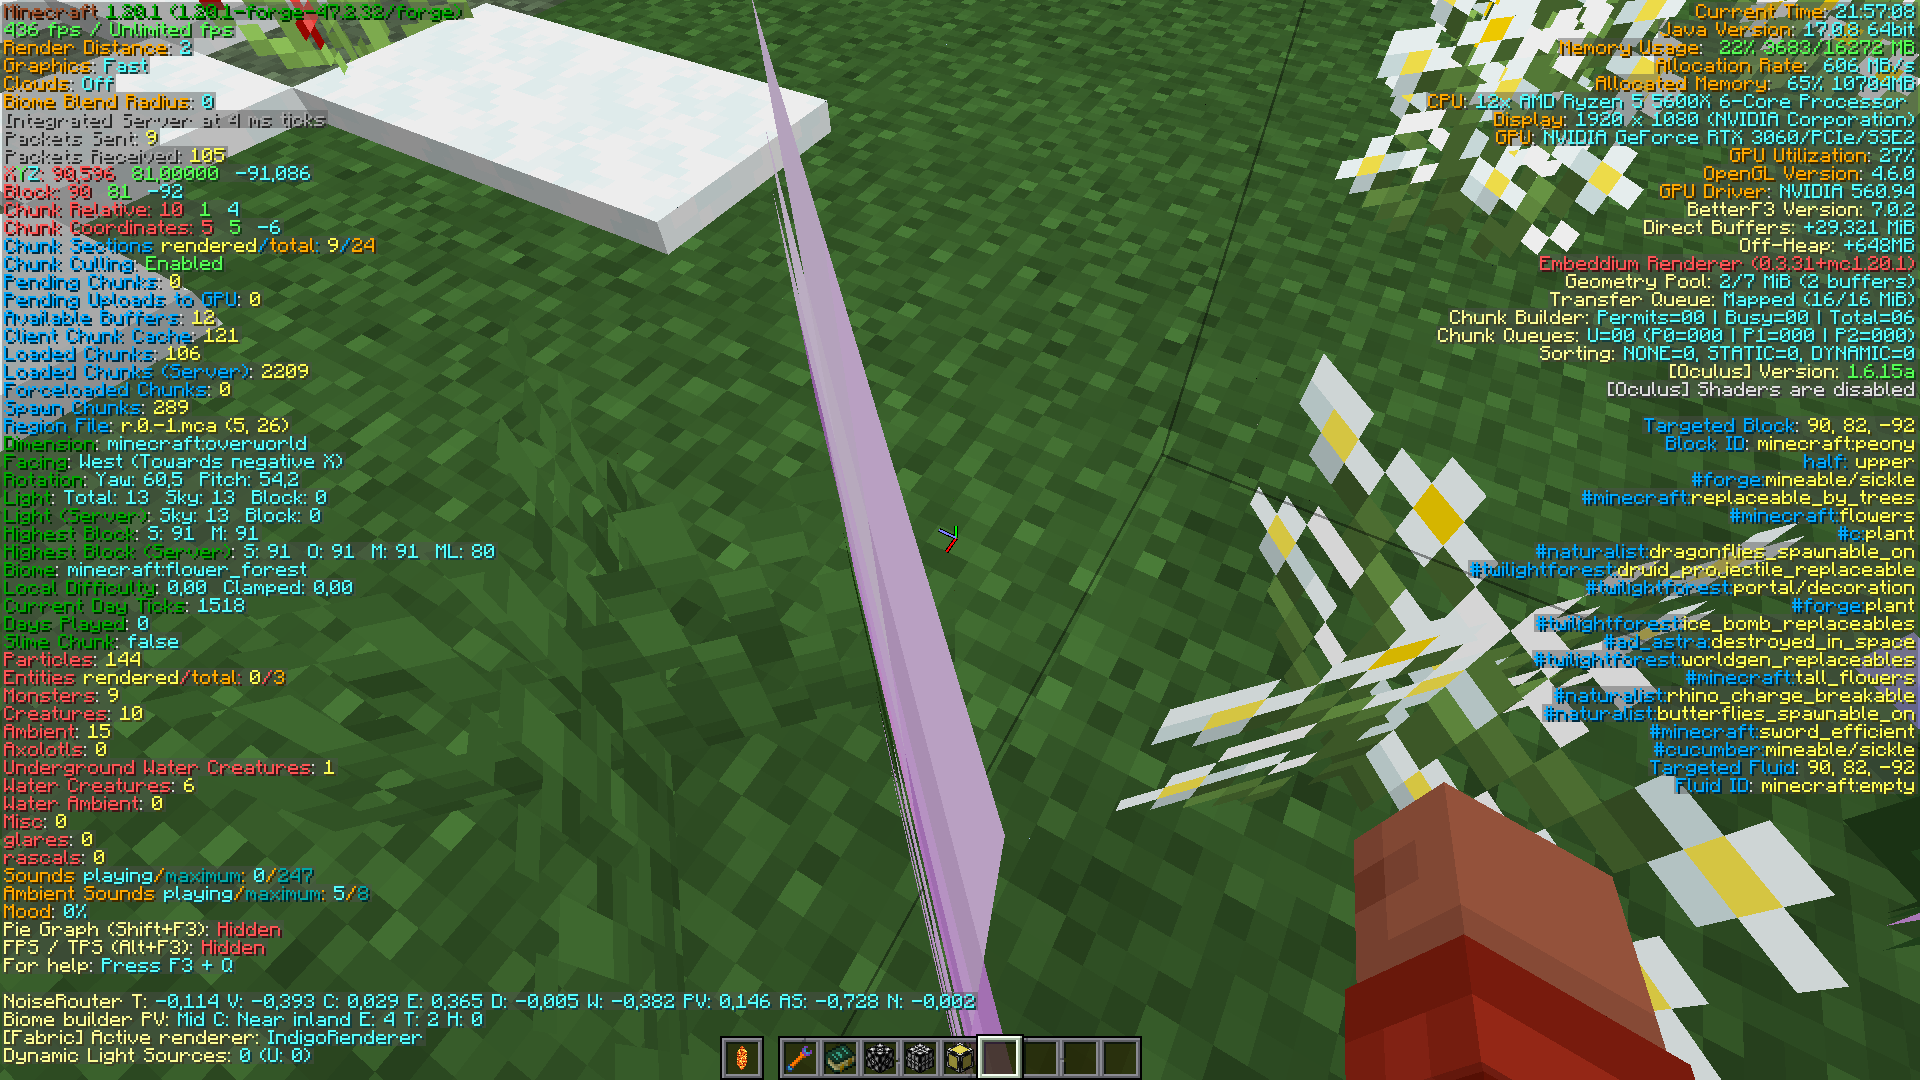 Minecraft 1.20.1 (1.20.1-forge-47.2.32/forge)
436 fps / Unlimited fps
Render Distance: 2
Graphics: Fast
Clouds: Off
Biome Blend Radius: 0
Integrated Server at 4 ms ticks
Packets Sent: 9
Packets Received: 105
XYZ: 90,596 81,00000 -91,086
Block: 90 81 -92
Chunk Relative: 10 1 4
Chunk Coordinates: 5 5 -6
Chunk Sections rendered/total: 9/24
Chunk Culling: Enabled
Pending Chunks: 0
Pending Uploads to GPU: 0
Available Buffers: 12
Client Chunk Cache: 121
Loaded Chunks: 106
Loaded Chunks (Server): 2209
Forceloaded Chunks: 0
Spawn Chunks: 289
Region File: r.0.-1.mca (5, 26)
Dimension: minecraft:overworld
Facing: West (Towards negative X)
Rotation: Yaw: 60,5 Pitch: 54,2
Light: Total: 13 Sky: 13 Block: 0
Light (Server): Sky: 13 Block: 0
Highest Block: S: 91 M: 91
Highest Block (Server): S: 91 O: 91 M: 91 ML: 80
Biome: minecraft:flower_forest
Local Difficulty: 0,00 Clamped: 0,00
Current Day Ticks: 1518
Days Played: 0
Slime Chunk: false
Particles: 144
Entities rendered/total: 0/3
Monsters: 9
Creatures: 10
Ambient: 15
Axolotls: 0
Underground Water Creatures: 1
Water Creatures: 6
Water Ambient: 0
Misc: 0
glares: 0
rascals: 0
Sounds playing/maximum: 0/247
Ambient Sounds playing/maximum: 5/8
Mood: 0%
Pie Graph (Shift+F3): Hidden
FPS / TPS (Alt+F3): Hidden
For help: Press F3 + Q
NoiseRouter T: -0,114 V: -0,393 C: 0,029 E: 0,365 D: -0,005 W: -0,382 PV: 0,146 AS: -0,728 N: -0,002
Biome builder PV: Mid C: Near inland E: 4 T: 2 H: 0
[Fabric] Active renderer: IndigoRenderer
Dynamic Light Sources: 0 (U: 0)
Current Time: 21:57:08
Java Version: 17.0.8 64bit
Memory Usage: 22% 3683/16272 MB
Allocation Rate: 606 MB/s
Allocated Memory: 65% 10704MB
CPU: 12x AMD Ryzen 5 5600X 6-Core Processor
Display: 1920 x 1080 (NVIDIA Corporation)
GPU: NVIDIA GeForce RTX 3060/PCIe/SSE2
GPU Utilization: 27%
OpenGL Version: 4.6.0
GPU Driver: NVIDIA 560.94
BetterF3 Version: 7.0.2
Direct Buffers: +29,321 MiB
Off-Heap: +648MB
Embeddium Renderer (0.3.31+mc1.20.1)
Geometry Pool: 2/7 MiB (2 buffers)
Transfer Queue: Mapped (16/16 MiB)
Chunk Builder: Permits=00 | Busy=00 | Total=06
Chunk Queues: U=00 (P0=000 | P1=000 | P2=000)
Sorting: NONE=0, STATIC=0, DYNAMIC=0
[Oculus] Version: 1.6.15a
[Oculus] Shaders are disabled
Targeted Block: 90, 82, -92
Block ID: minecraft:peony
half: upper
#forge:mineable/sickle
#minecraft:replaceable_by_trees
#minecraft:flowers
#c:plant
#naturalist:dragonflies_spawnable_on
#twilightforest:druid_projectile_replaceable
#twilightforest:portal/decoration
#forge:plant
#twilightforest:ice_bomb_replaceables
#ad_astra:destroyed_in_space
#twilightforest:worldgen_replaceables
#minecraft:tall_flowers
#naturalist:rhino_charge_breakable
#naturalist:butterflies_spawnable_on
#minecraft:sword_efficient
#cucumber:mineable/sickle
Targeted Fluid: 90, 82, -92
Fluid ID: minecraft:empty